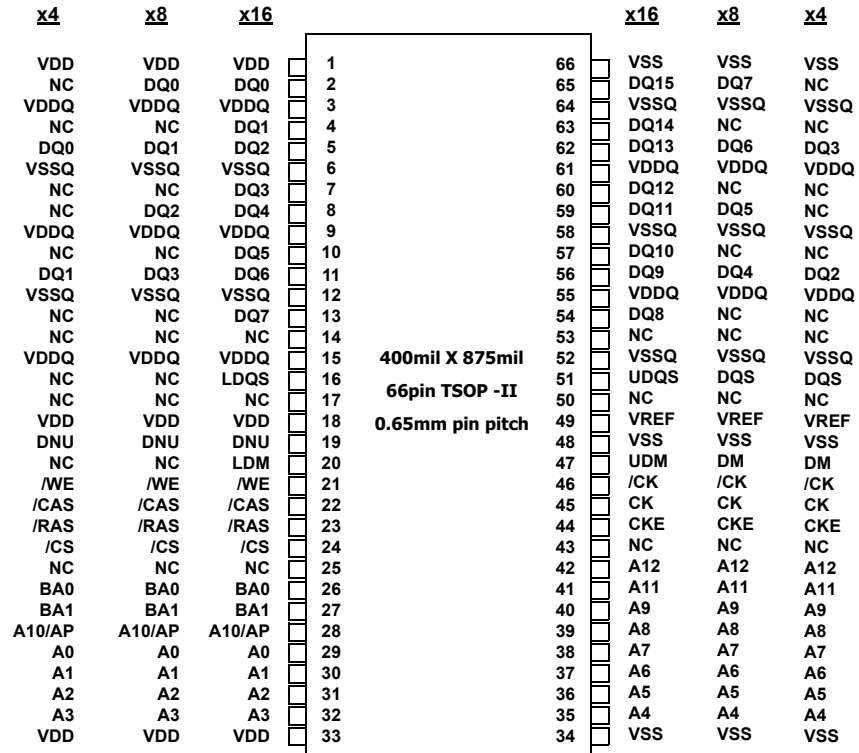 x4 x8 x16 x16 x8 x4
VDD VDD VDD 1 66 VSS VSS VSS
NC DQ0 DQ0 2 65 DQ15 DQ7 NC
VDDQ VDDQ VDDQ 3 64 VSSQ VSSQ VSSQ
NC NC DQ1 4 63 DQ14 NC NC
DQ0 DQ1 DQ2 5 62 DQ13 DQ6 DQ3
VSSQ VSSQ VSSQ 6 61 VDDQ VDDQ VDDQ
NC NC DQ3 7 60 DQ12 NC NC
NC DQ2 DQ4 8 59 DQ11 DQ5 NC
VDDQ VDDQ VDDQ 9 58 VSSQ VSSQ VSSQ
NC NC DQ5 10 57 DQ10 NC NC
DQ1 DQ3 DQ6 11 56 DQ9 DQ4 DQ2
VSSQ VSSQ VSSQ 12 55 VDDQ VDDQ VDDQ
NC NC DQ7 13 54 DQ8 NC NC
NC NC NC 14 53 NC NC NC
VDDQ VDDQ VDDQ 15 400mil X 875mil 52 VSSQ VSSQ VSSQ
NC NC LDQS 16 66pin TSOP -II 51 UDQS DQS DQS
NC NC NC 17 50 NC NC NC
VDD VDD VDD 18 0.65mm pin pitch 49 VREF VREF VREF
DNU DNU DNU 19 48 VSS VSS VSS
NC NC LDM 20 47 UDM DM DM
/WE /WE /WE 21 46 /CK /CK /CK
/CAS /CAS /CAS 22 45 CK CK CK
/RAS /RAS /RAS 23 44 CKE CKE CKE
/CS /CS /CS 24 43 NC NC NC
NC NC NC 25 42 A12 A12 A12
BA0 BA0 BA0 26 41 A11 A11 A11
BA1 BA1 BA1 27 40 A9 A9 A9
A10/AP A10/AP A10/AP 28 39 A8 A8 A8
A0 A0 A0 29 38 A7 A7 A7
A1 A1 A1 30 37 A6 A6 A6
A2 A2 A2 31 36 A5 A5 A5
A3 A3 A3 32 35 A4 A4 A4
VDD VDD VDD 33 34 VSS VSS VSS